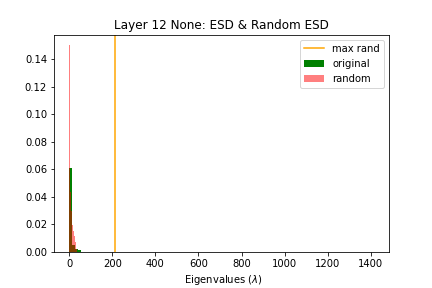 Layer 12 None: ESD & Random ESD
max rand
original
random
0.14
0.12
0.10
0.08
0.06
0.04
0.02
0.00
0 200 400 600 800 1000 1200 1400
Eigenvalues (λ)